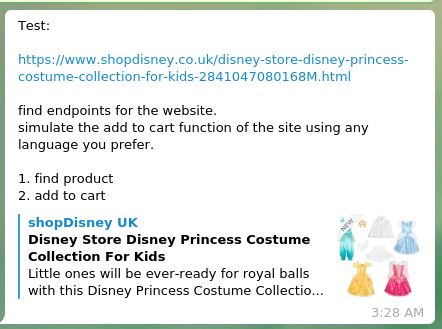 Test:
https://www.shopdisney.co.uk/disney-store-disney-princess-
costume-collection-for-kids-2841047080168M.html
find endpoints for the website.
simulate the add to cart function of the site using any
language you prefer.
1. find product
2. add to cart
shopDisney UK
Disney Store Disney Princess Costume
Collection For Kids
Little ones will be ever-ready for royal balls
with this Disney Princess Costume Collectio...
NEW
3:28 AM